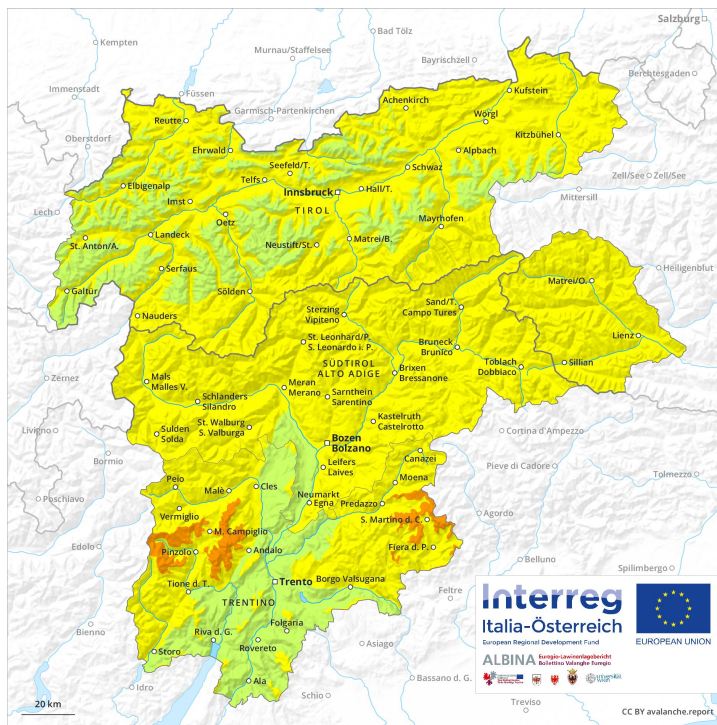 Salzburg
Kempten
Bad Tölz
Murnau/Staffelsee
Bayrischzell
Berchtesgaden
Immenstadt
Füssen
Kufstein
Achenkirch
Garmisch-Partenkirchen
Reutte
Wörgl
Kitzbühel
Oberstdorf
Ehrwald
Alpbach
Seefeld/T.
Schwaz
Telfs
Zell/See
Zell/See
Elbigenalp
Innsbruck
Hall/T.
Mittersill
Imst
TIROL
Lech
Oetz
Mayrhofen
St. Anton/A.
Landeck
Neustift/St.
Matrei/B.
Serfaus
Heiligenblut
Galtür
Sölden
Matrei/O.
Nauders
Sand/T.
Campo Tures
Sterzing
Vipiteno
Lienz
St. Leonhard/P.
S. Leonardo i. P.
Bruneck
Brunico
Sillian
Toblach
Dobbiaco
SÜDTIROL
ALTO ADIGE
Brixen
Bressanone
Zernez
Mals
Malles V.
Meran
Merano
Sarnthein
Sarentino
Schlanders
Silandro
Kastelruth
Castelrotto
St. Walburg
S. Valburga
Sulden
Solda
Livigno
Cortina d'Ampezzo
Bozen
Bolzano
Bormio
Canazei
Pieve di Cadore
Leifers
Laives
Tolmezzo
Poschiavo
Peio
Moena
Cles
Malè
Neumarkt
Egna
Predazzo
Vermiglio
S. Martino d. C.
Agordo
M. Campiglio
Edolo
Pinzolo
Andalo
Fiera d. P.
Belluno
Spilimbergo
Tione d. T.
Trento
Borgo Valsugana
Feltre
TRENTINO
Folgaria
Bienno
Riva d. G.
Rovereto
Asiago
Storo
Bassano d. G.
Idro
Ala
Schio
Treviso
20 km
Interreg
Italia-Österreich
European Regional Development Fund
EUROPEAN UNION
ALBINA
Euregio-Lawinenlagebericht
Bollettino Valanghe Euregio
universität
wien
CC BY avalanche.report